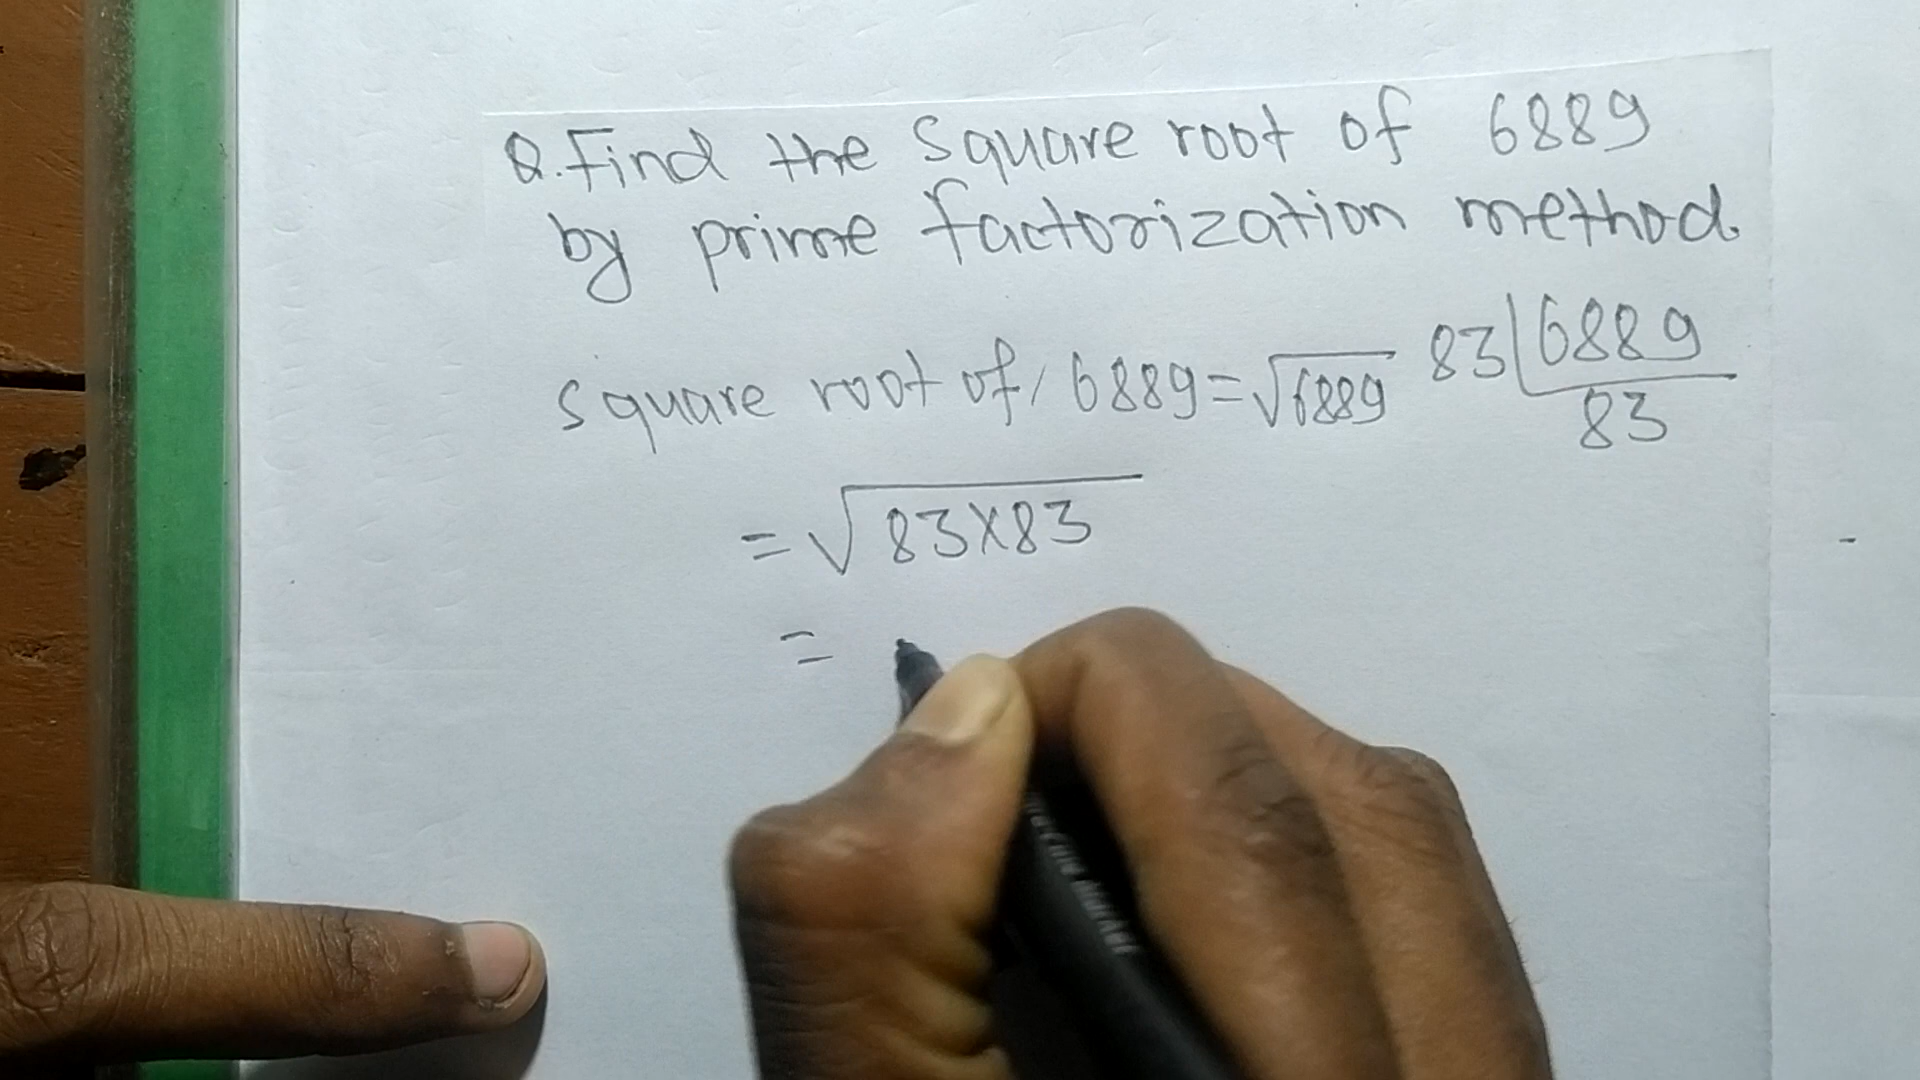 Q. Find the square root of 6889
by prime factorization method.
square root of 6889 = √6889
83 | 6889
83
= √83×83
=